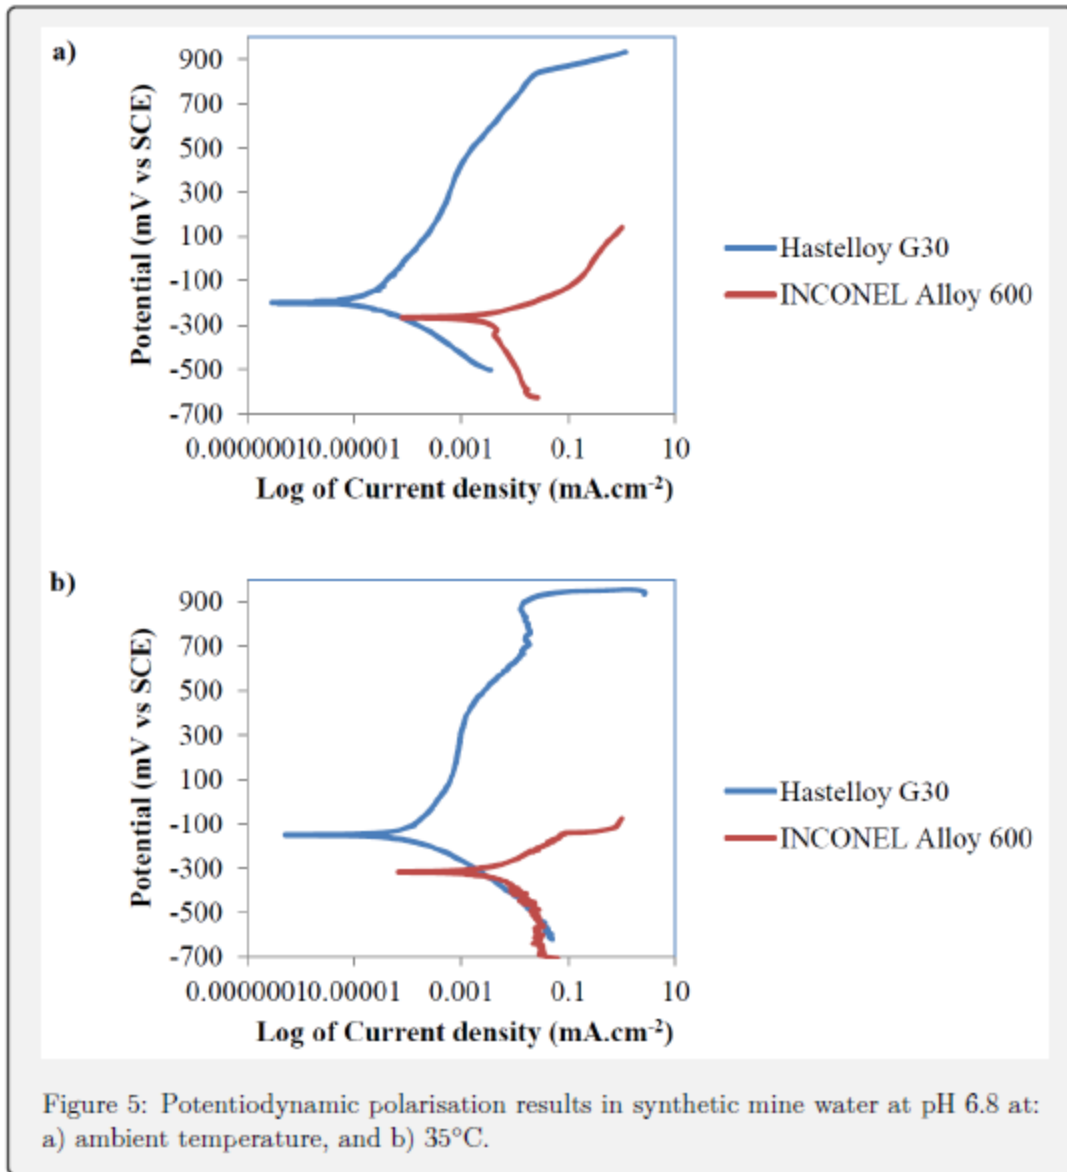 a)
900
700
500
300
100
-100
-300
-500
-700
Potential (mV vs SCE)
0.0000001 0.00001 0.001 0.1 10
Log of Current density (mA.cm-2)
Hastelloy G30
INCONEL Alloy 600
b)
900
700
500
300
100
-100
-300
-500
-700
Potential (mV vs SCE)
0.0000001 0.00001 0.001 0.1 10
Log of Current density (mA.cm-2)
Hastelloy G30
INCONEL Alloy 600
Figure 5: Potentiodynamic polarisation results in synthetic mine water at pH 6.8 at:
a) ambient temperature, and b) 35°C.